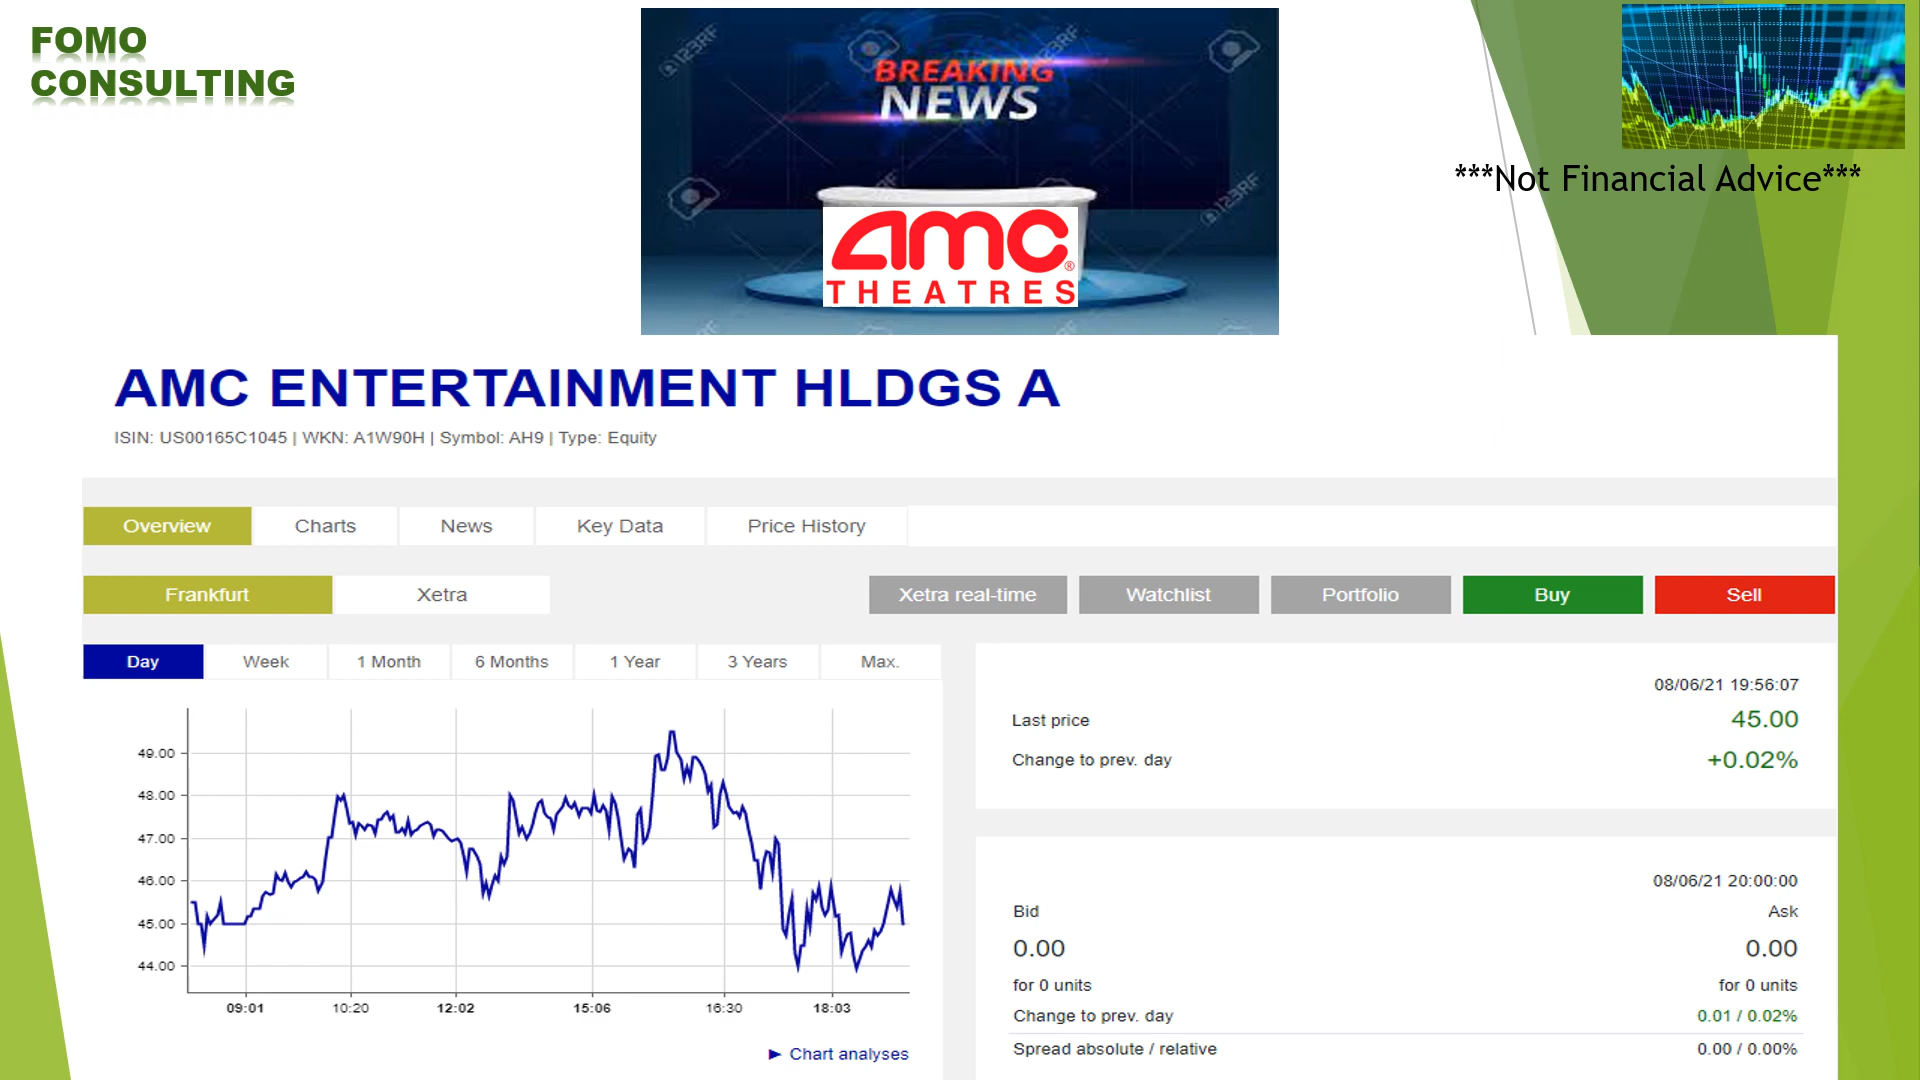 FOMO
CONSULTING
123RF
123RF
BREAKING
NEWS
123RF
amc®
THEATRES
***Not Financial Advice***
AMC ENTERTAINMENT HLDGS A
ISIN: US00165C1045 | WKN: A1W90H | Symbol: AH9 | Type: Equity
Overview Charts News Key Data Price History
Frankfurt Xetra Xetra real-time Watchlist Portfolio Buy Sell
Day Week 1 Month 6 Months 1 Year 3 Years Max.
49.00
48.00
47.00
46.00
45.00
44.00
09:01 10:20 12:02 15:06 16:30 18:03
► Chart analyses
08/06/21 19:56:07
Last price 45.00
Change to prev. day +0.02%
08/06/21 20:00:00
Bid Ask
0.00 0.00
for 0 units for 0 units
Change to prev. day 0.01 / 0.02%
Spread absolute / relative 0.00 / 0.00%